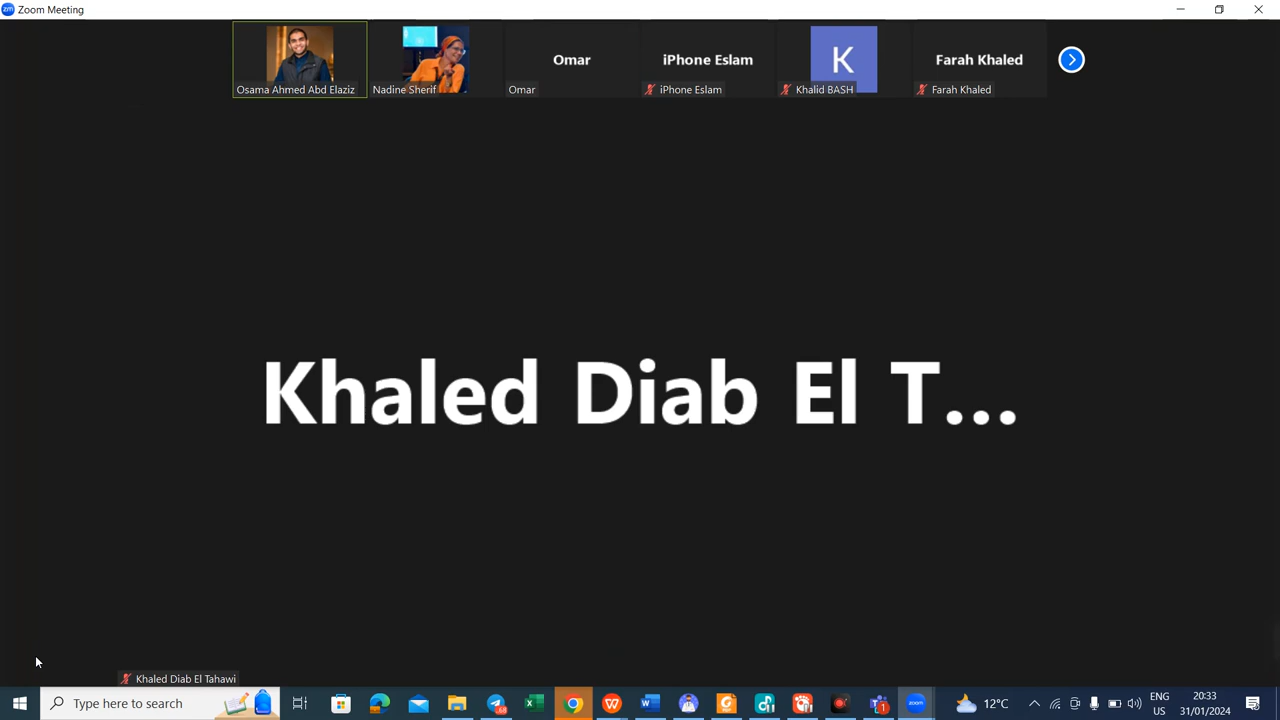 Zoom Meeting
Omar
iPhone Eslam
K
Farah Khaled
Osama Ahmed Abd Elaziz
Nadine Sherif
Omar
iPhone Eslam
Khalid BASH
Farah Khaled
Khaled Diab El T...
Khaled Diab El Tahawi
Type here to search
12°C
ENG
US
20:33
31/01/2024